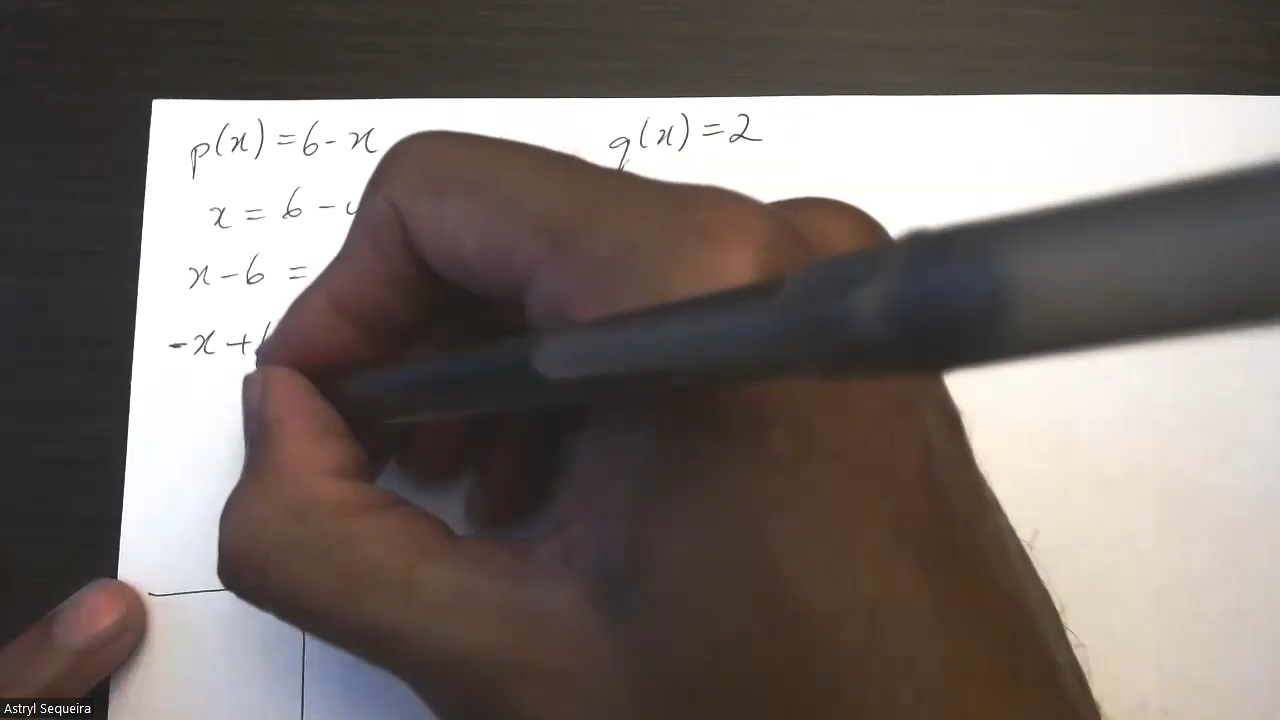 p(x) = 6 - x
q(x) = 2
x = 6 -
x - 6 =
-x +
Astryl Sequeira